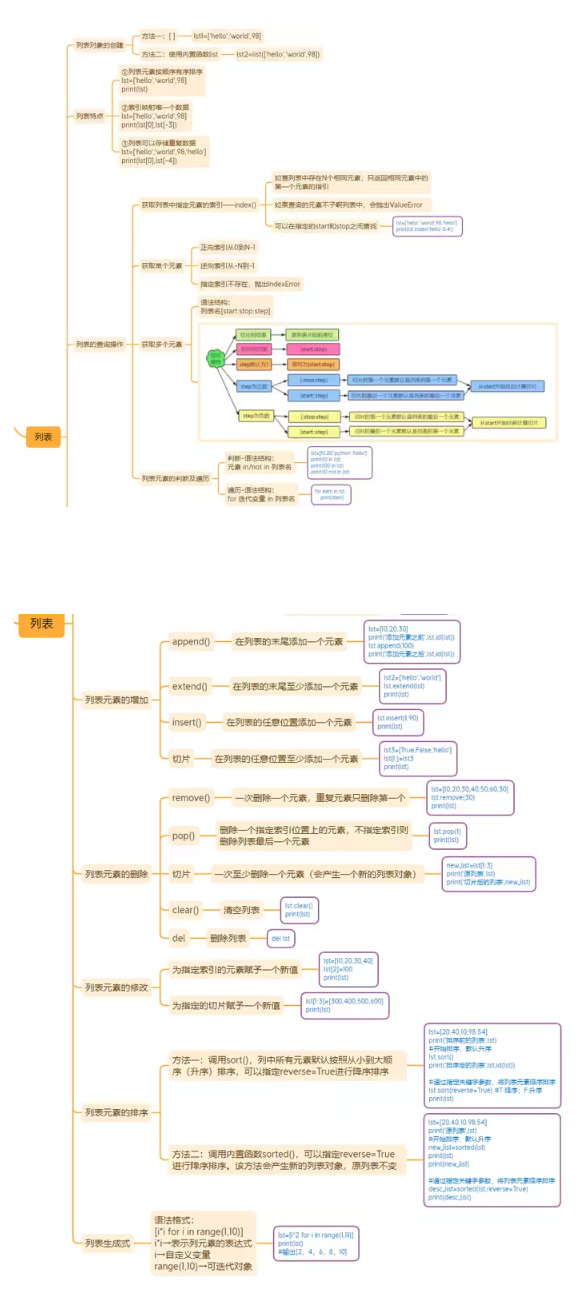 列表
列表对象的创建
方法一：[ ]
lst1=['hello','world',98]
方法二：使用内置函数list
lst2=list(['hello','world',98])
列表特点
①列表元素按顺序有序排序
lst=['hello','world',98]
print(lst)
②索引映射唯一个数据
lst=['hello','world',98]
print(lst[0],lst[-3])
③列表可以存储重复数据
lst=['hello','world',98,'hello']
print(lst[0],lst[-4])
列表的查询操作
获取列表中指定元素的索引——index()
如查列表中存在N个相同元素，只返回相同元素中的
第一个元素的指引
如果查询的元素不子啊列表中，会抛出ValueError
可以在指定的start和stop之间查找
lst=['hello','world',98,'hello']
print(lst.index('hello',0,4))
获取单个元素
正向索引从0到N-1
逆向索引从-N到-1
指定索引不存在，抛出IndexError
获取多个元素
语法结构：
列表名[start:stop:step]
切片的结果
原列表片段的拷贝
切片的范围
[start,stop)
step默认为1
简写为[start:stop]
step为正数
[:stop:step]
切片的第一个元素默认是列表的第一个元素
[start::step]
切片的最后一个元素默认是列表的最后一个元素
从start开始往后计算切片
step为负数
[:stop:step]
切片的第一个元素默认是列表的最后一个元素
[start::step]
切片的最后一个元素默认是列表的第一个元素
从start开始往前计算切片
列表元素的判断及遍历
判断-语法结构：
元素 in/not in 列表名
lst=[10,20,'python','hello']
print(10 in lst)
print(100 in lst)
print(10 not in lst)
遍历-语法结构：
for 迭代变量 in 列表名
for item in lst:
print(item)
列表
列表元素的增加
append()
在列表的末尾添加一个元素
lst=[10,20,30]
print('添加元素之前',lst,id(lst))
lst.append(100)
print('添加元素之后',lst,id(lst))
extend()
在列表的末尾至少添加一个元素
lst2=['hello','world']
lst.extend(lst)
print(lst)
insert()
在列表的任意位置添加一个元素
lst.insert(1,90)
print(lst)
切片
在列表的任意位置至少添加一个元素
lst3=[True,False,'hello']
lst[1:]=lst3
print(lst)
列表元素的删除
remove()
一次删除一个元素，重复元素只删除第一个
lst=[10,20,30,40,50,60,30]
lst.remove(30)
print(lst)
pop()
删除一个指定索引位置上的元素，不指定索引则
删除列表最后一个元素
lst.pop(1)
print(lst)
切片
一次至少删除一个元素（会产生一个新的列表对象）
new_list=lst[1:3]
print('原列表',lst)
print('切片后的列表',new_list)
clear()
清空列表
lst.clear()
print(lst)
del
删除列表
del lst
列表元素的修改
为指定索引的元素赋予一个新值
lst=[10,20,30,40]
lst[2]=100
print(lst)
为指定的切片赋予一个新值
lst[1:3]=[300,400,500,600]
print(lst)
列表元素的排序
方法一：调用sort()，列中所有元素默认按照从小到大顺
序（升序）排序，可以指定reverse=True进行降序排序
lst=[20,40,10,98,54]
print('排序前的列表',lst)
#开始排序，默认升序
lst.sort()
print('排序后的列表',lst,id(lst))
#通过指定关键字参数，将列表元素降序排序
lst.sort(reverse=True) #T:降序；F:升序
print(lst)
方法二：调用内置函数sorted()，可以指定reverse=True
进行降序排序。该方法会产生新的列表对象，原列表不变
lst=[20,40,10,98,54]
print('原列表',lst)
#开始排序，默认升序
new_list=sorted(lst)
print(lst)
print(new_list)
#通过指定关键字参数，将列表元素降序排序
desc_list=sorted(lst,reverse=True)
print(desc_list)
列表生成式
语法格式：
[i*i for i in range(1,10)]
i*i→表示列元素的表达式
i→自定义变量
range(1,10)→可迭代对象
lst=[i*2 for i in range(1,11)]
print(lst)
#输出[2，4，6，8，10]